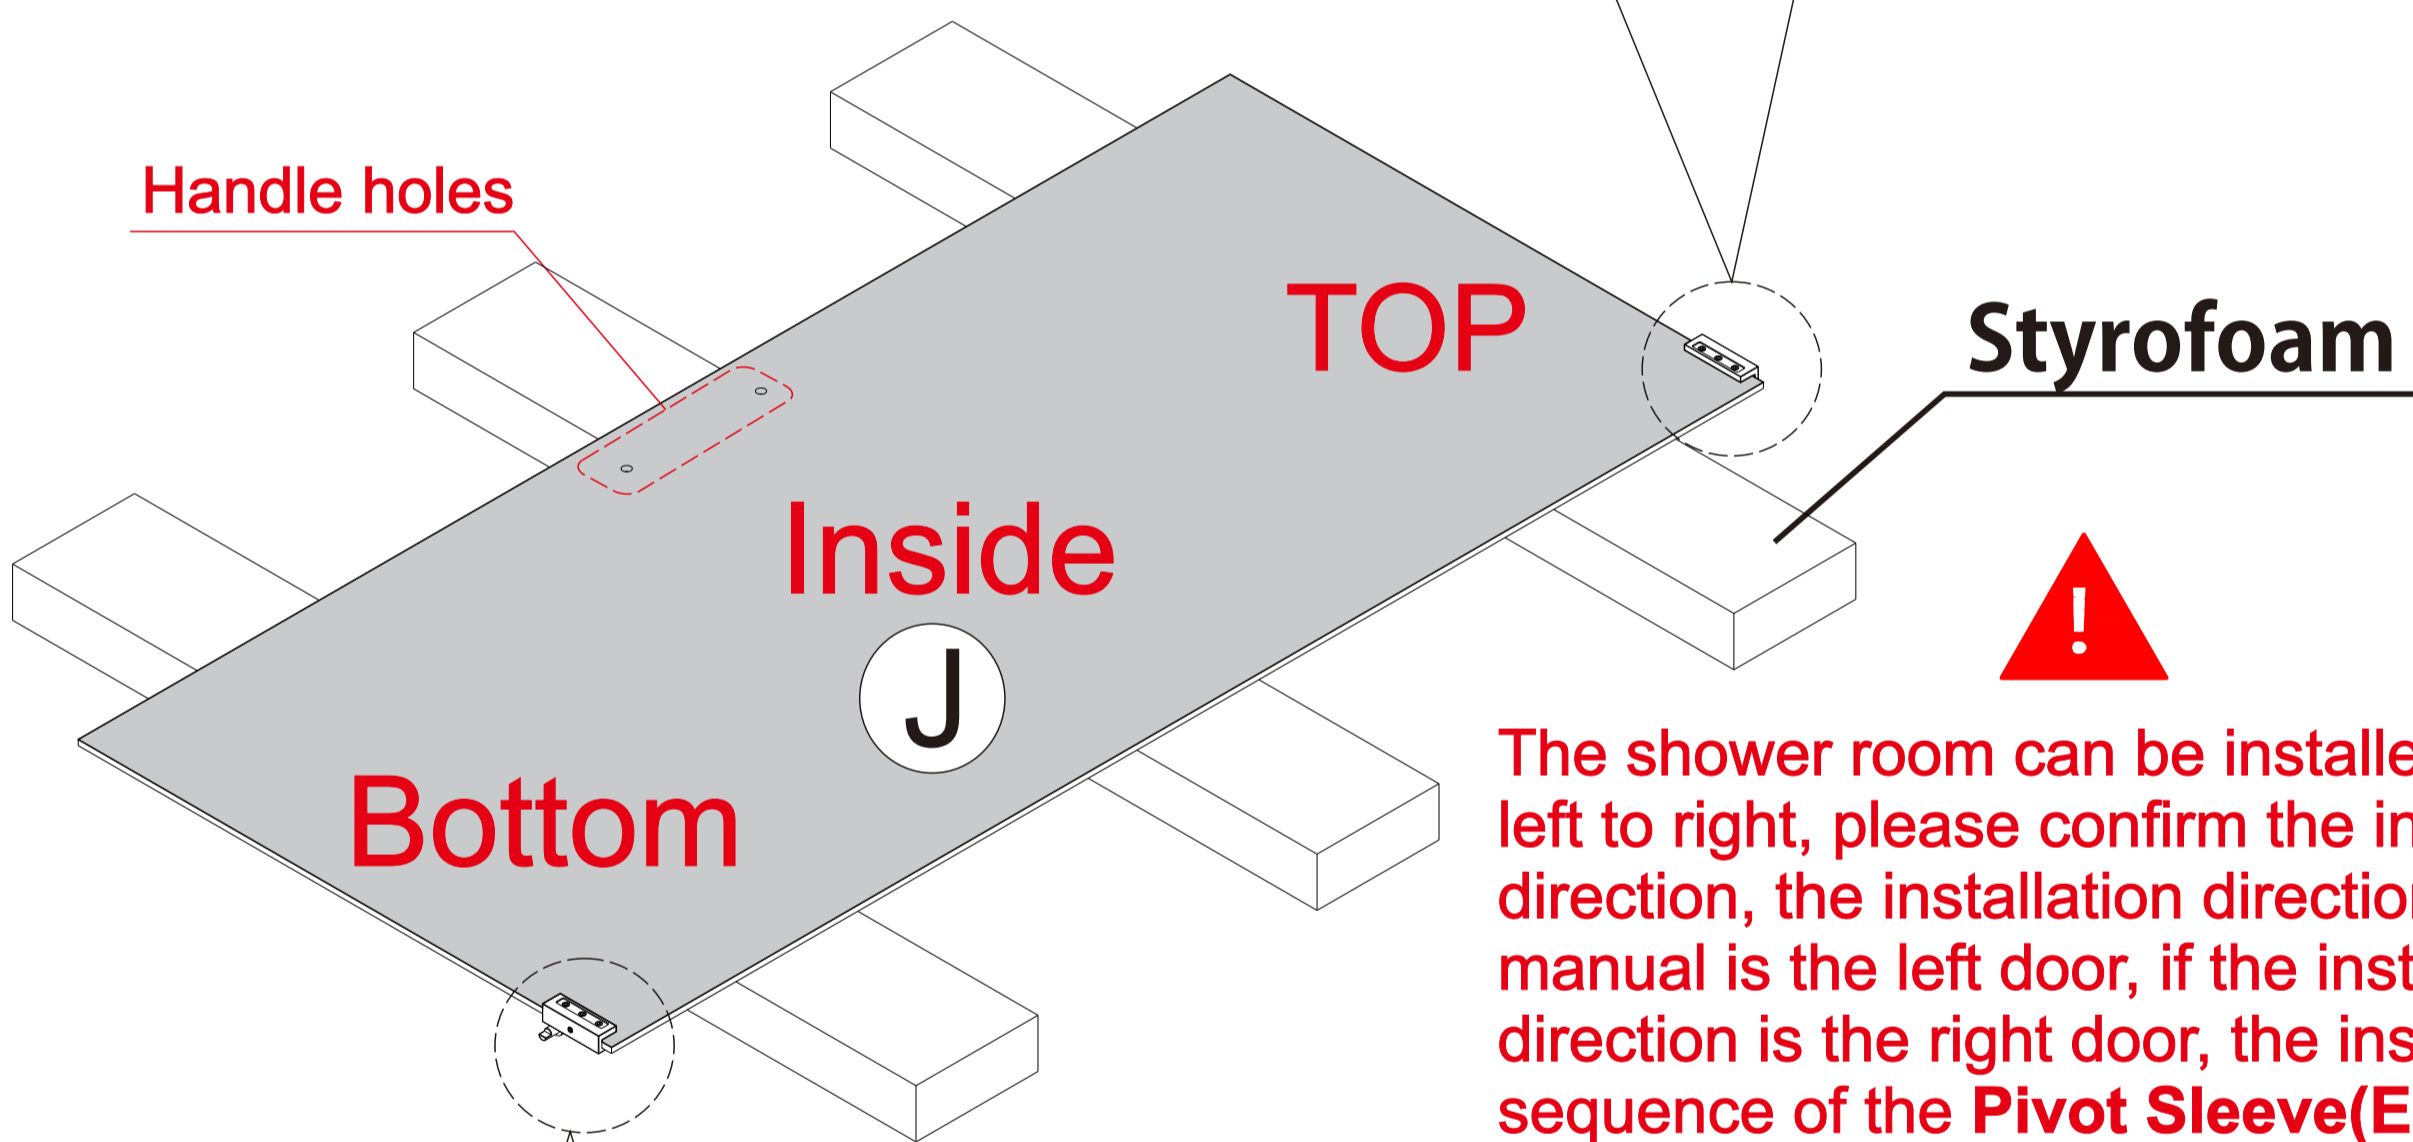 Handle holes
TOP
Styrofoam
Inside
J
Bottom
!
The shower room can be installe
left to right, please confirm the in
direction, the installation direction
manual is the left door, if the inst
direction is the right door, the ins
sequence of the Pivot Sleeve(E